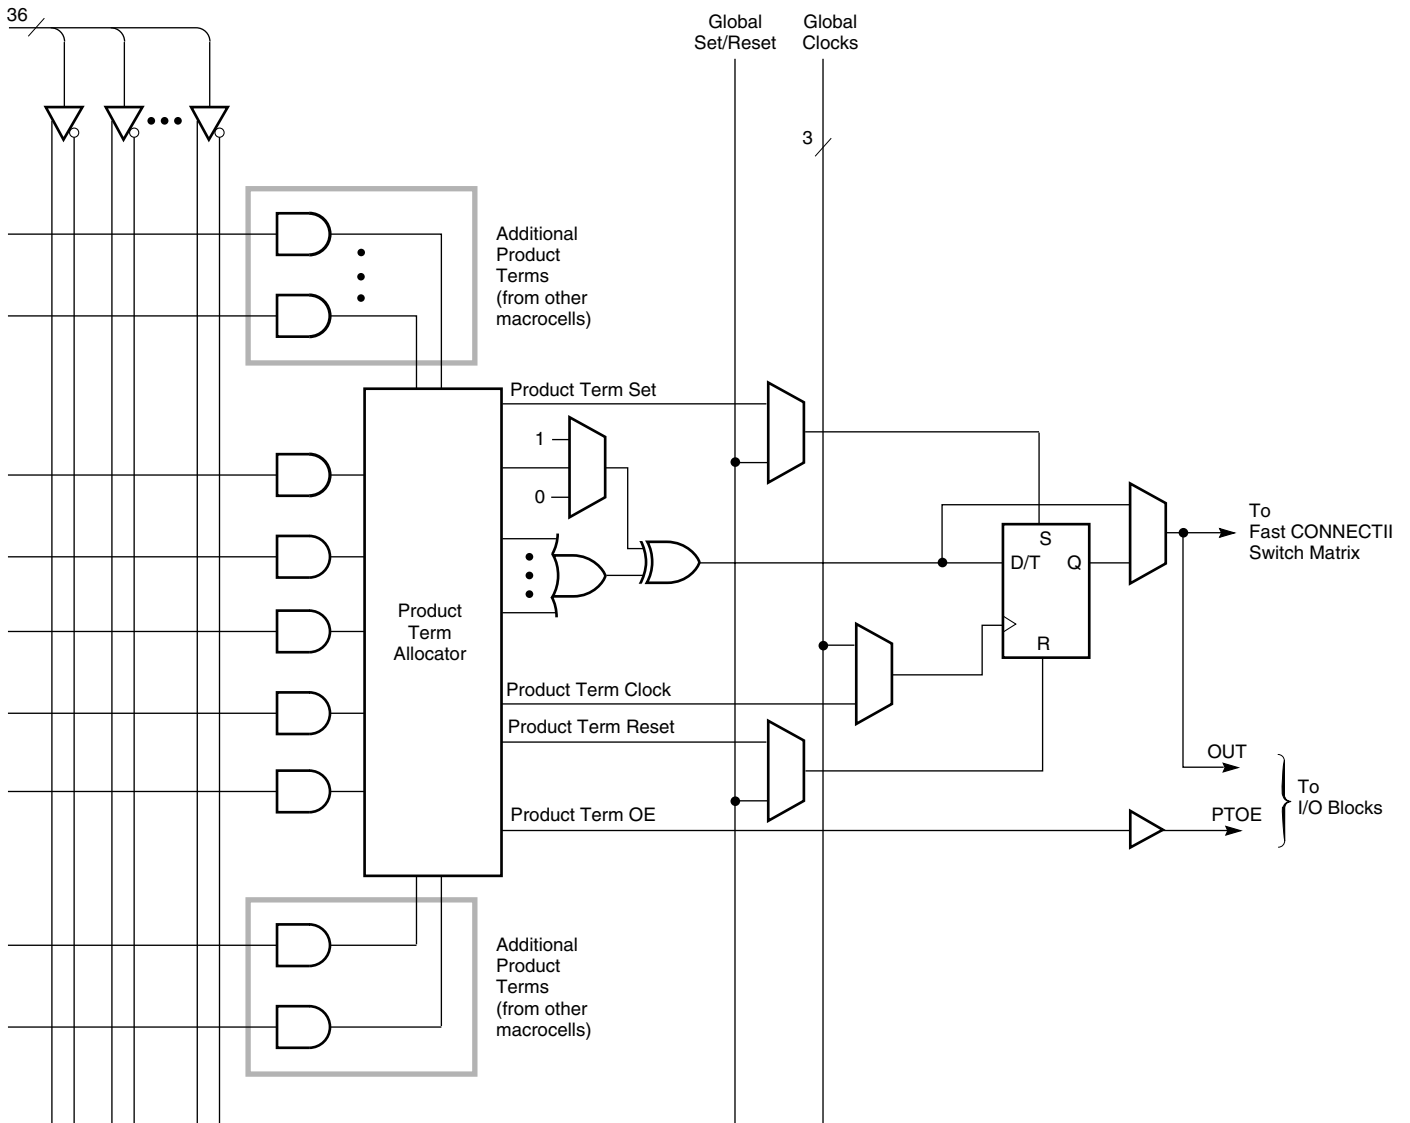 36
Global
Set/Reset
Global
Clocks
3
Additional
Product
Terms
(from other
macrocells)
Product Term Set
1
0
Product
Term
Allocator
S
D/T
Q
R
To
Fast CONNECTII
Switch Matrix
Product Term Clock
Product Term Reset
Product Term OE
OUT
PTOE
To
I/O Blocks
Additional
Product
Terms
(from other
macrocells)